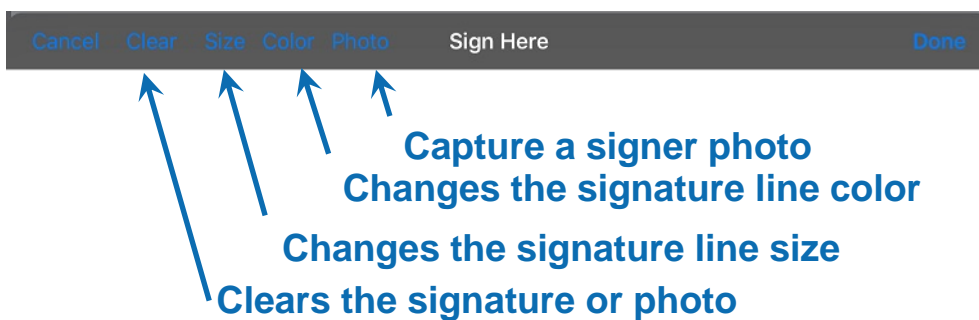 Cancel Clear Size Color Photo Sign Here Done
Capture a signer photo
Changes the signature line color
Changes the signature line size
Clears the signature or photo